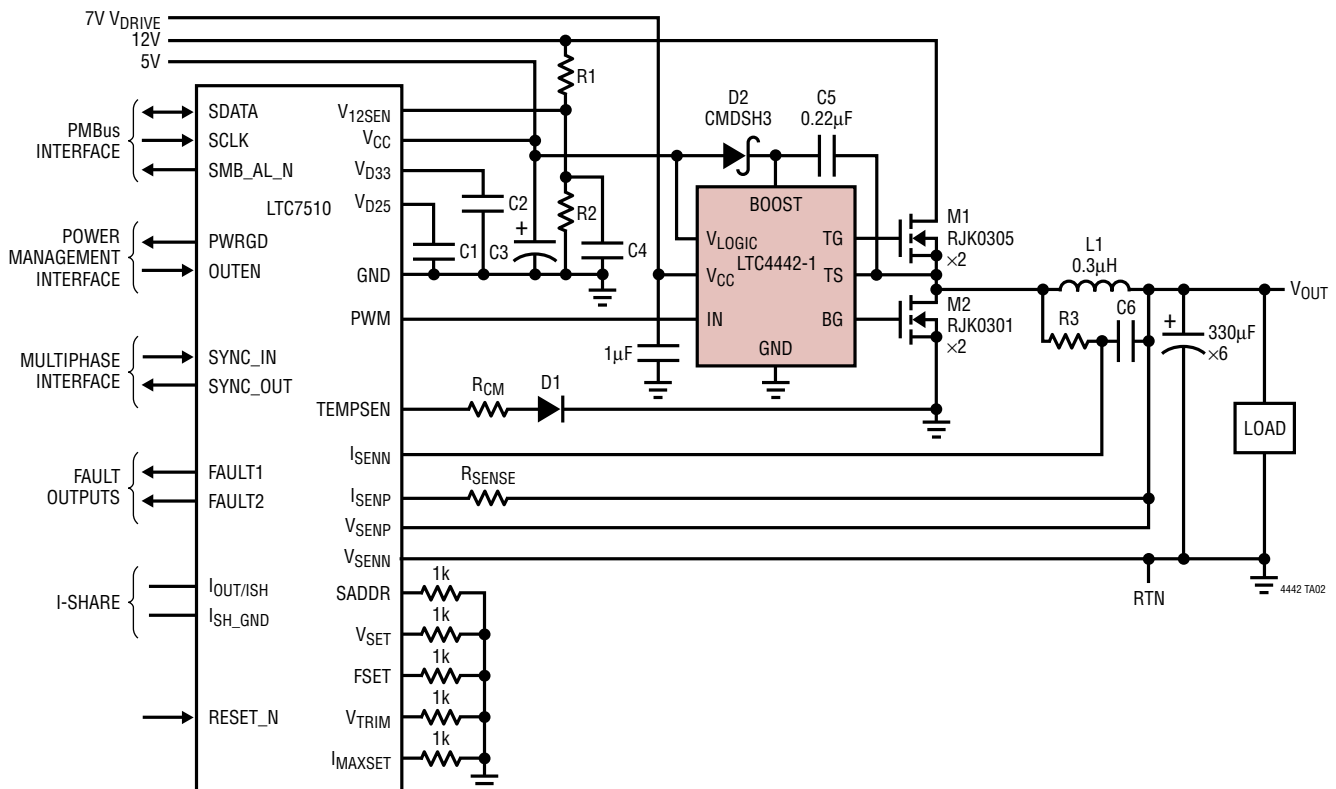 7V VDRIVE
12V
5V
R1
PMBus
INTERFACE
SDATA
SCLK
SMB_AL_N
V12SEN
VCC
VD33
VD25
LTC7510
POWER
MANAGEMENT
INTERFACE
PWRGD
OUTEN
GND
PWM
MULTIPHASE
INTERFACE
SYNC_IN
SYNC_OUT
TEMPSEN
ISENN
FAULT
OUTPUTS
FAULT1
FAULT2
ISENP
VSENP
VSENN
I-SHARE
IOUT/ISH
ISH_GND
SADDR
VSET
FSET
RESET_N
VTRIM
IMAXSET
1k
1k
1k
1k
1k
C1
C2
C3
+
R2
C4
1µF
RCM
D1
RSENSE
D2
CMDSH3
C5
0.22µF
BOOST
VLOGIC
TG
LTC4442-1
VCC
TS
IN
BG
GND
M1
RJK0305
×2
M2
RJK0301
×2
L1
0.3µH
R3
C6
+
330µF
×6
VOUT
LOAD
RTN
4442 TA02